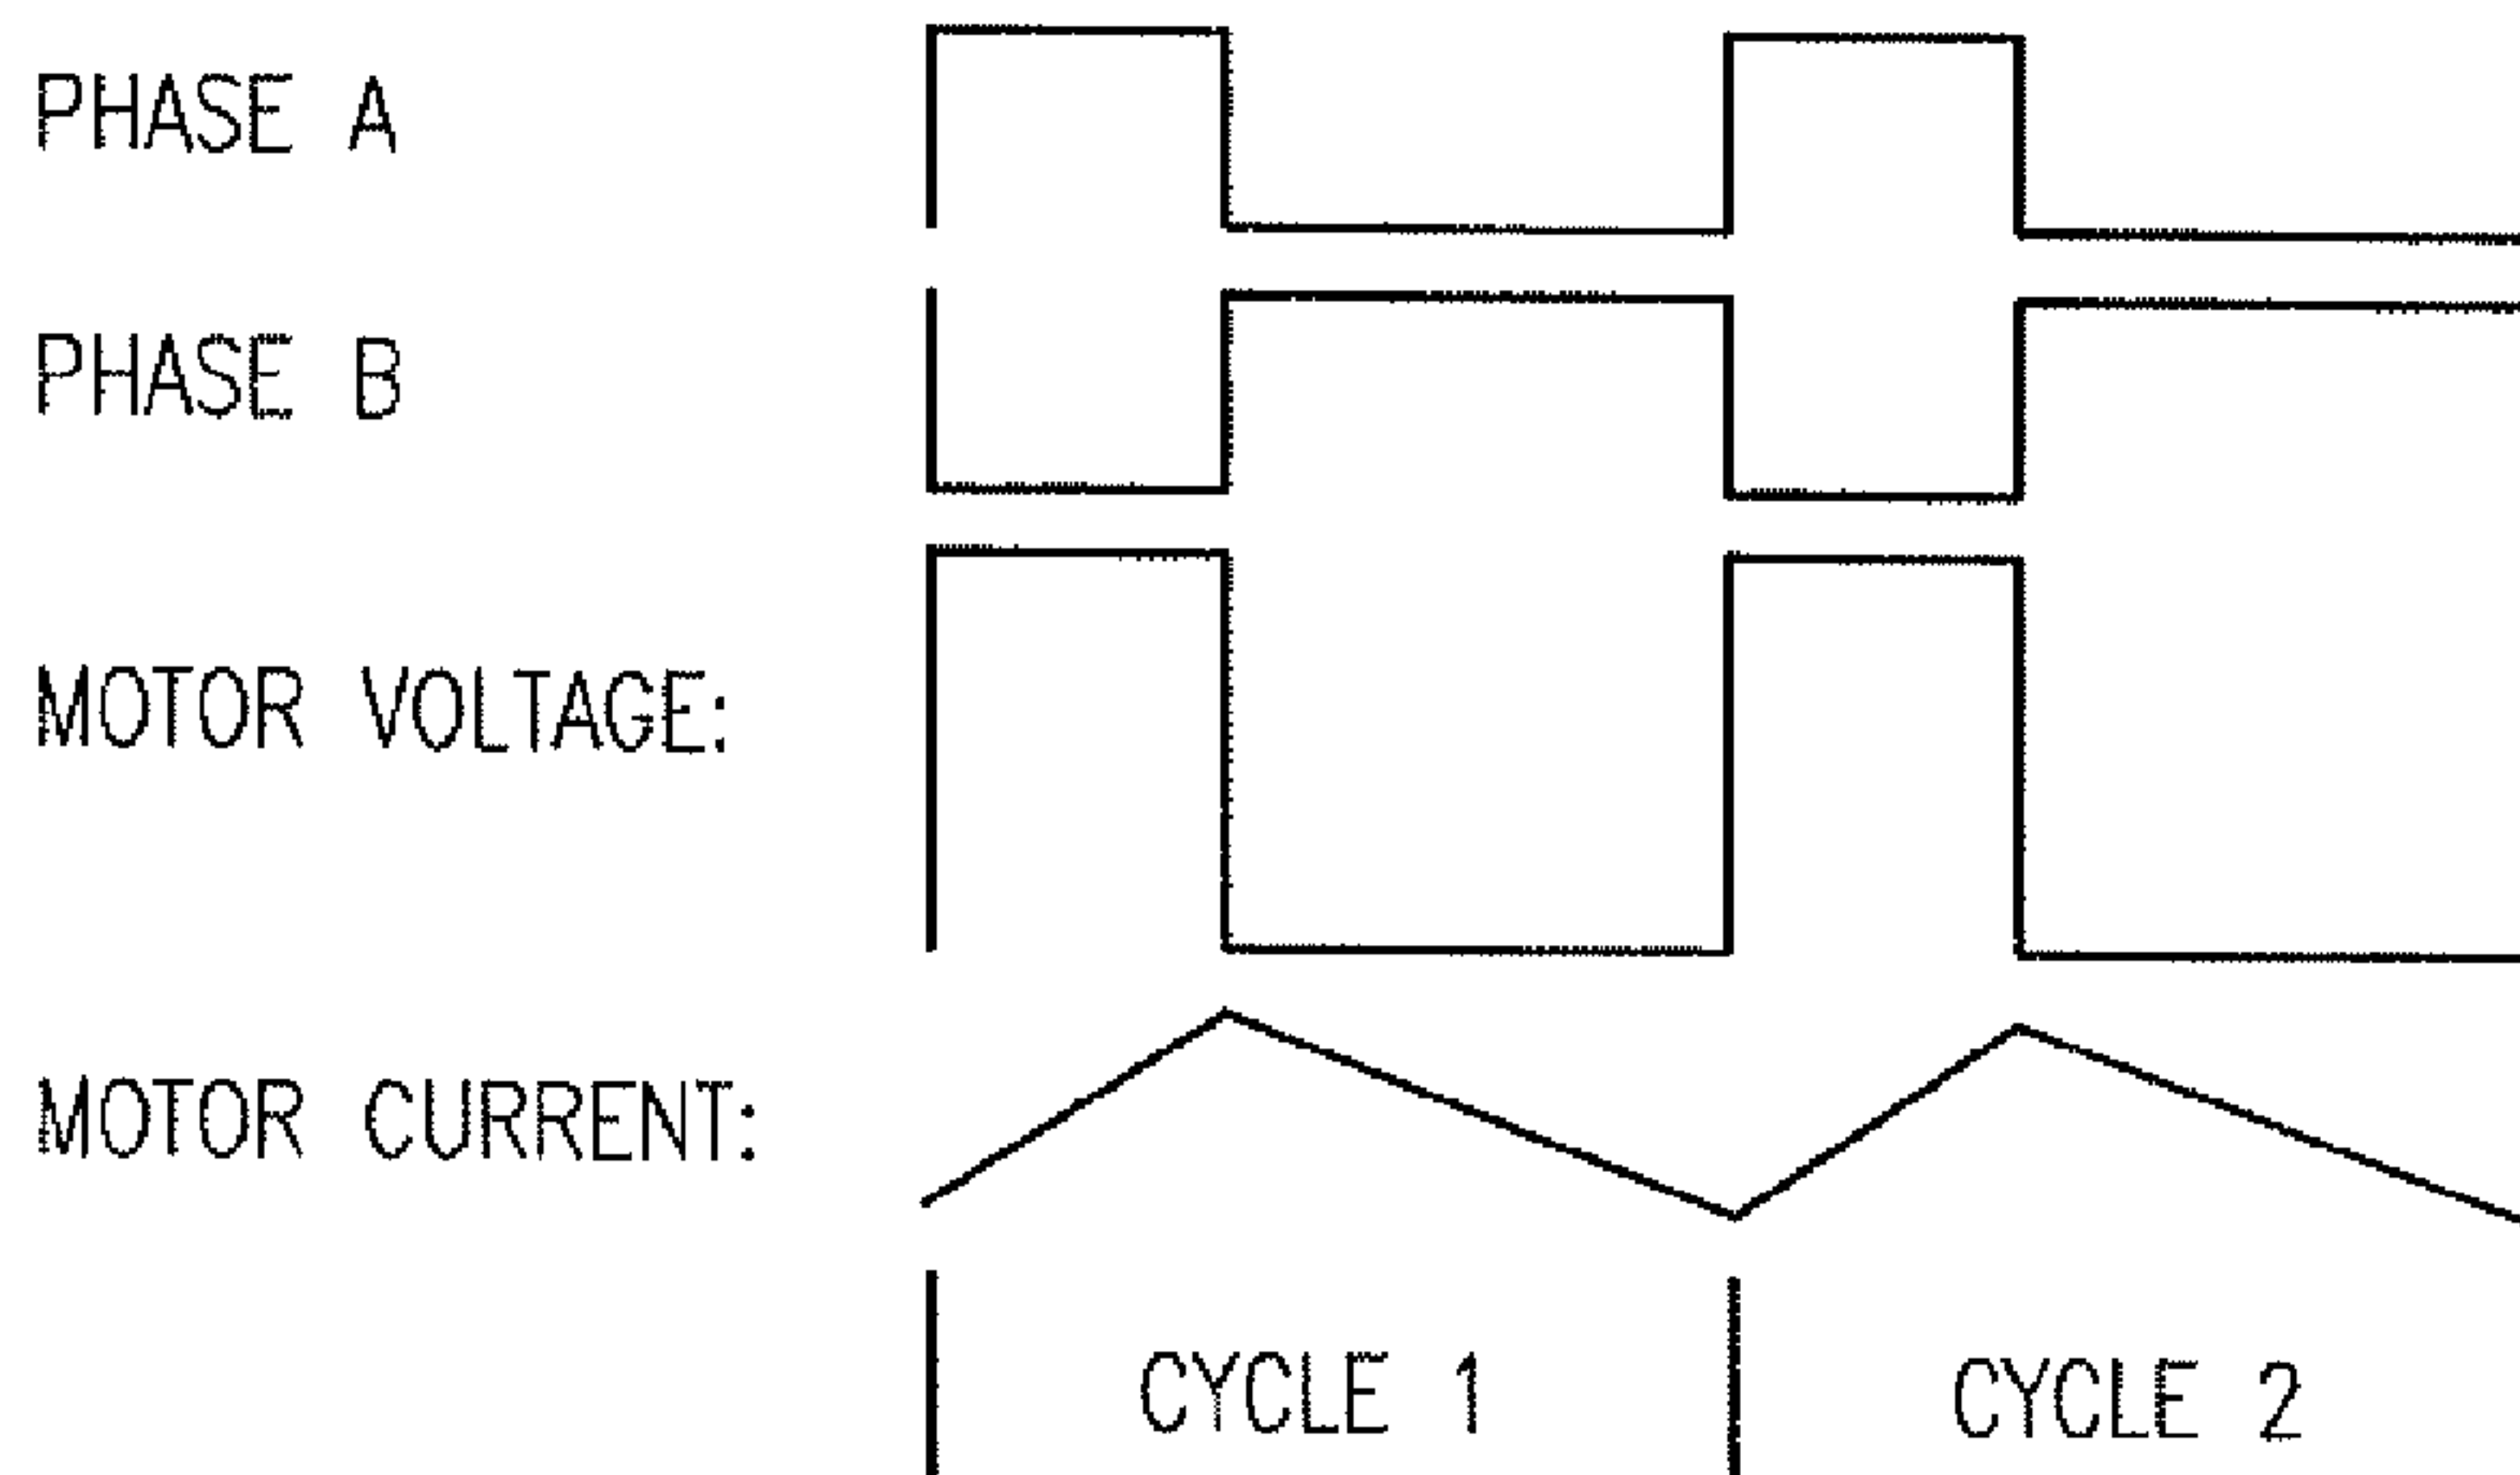 PHASE A
PHASE B
MOTOR VOLTAGE:
MOTOR CURRENT:
CYCLE 1
CYCLE 2